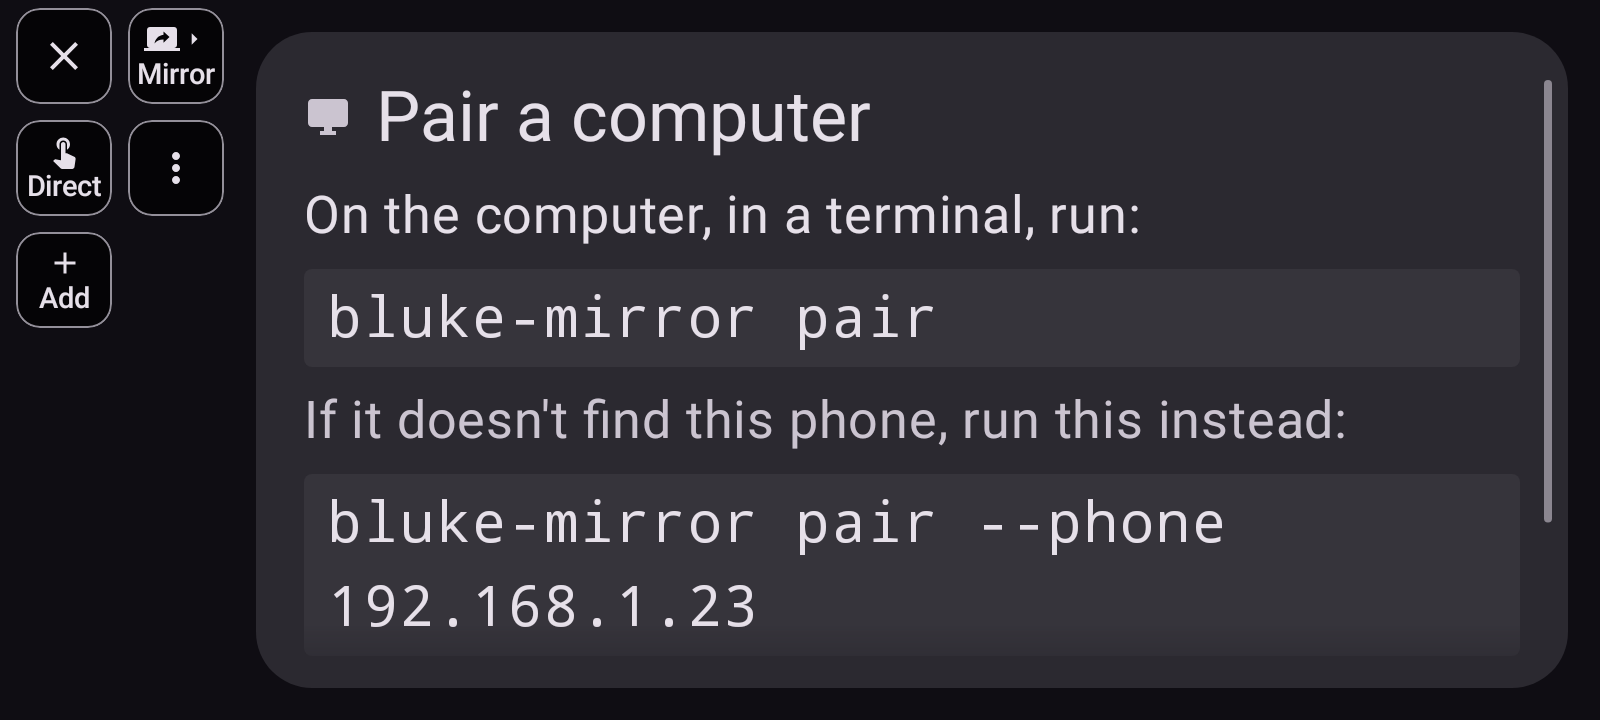 Mirror
Direct
Add
Pair a computer
On the computer, in a terminal, run:
bluke-mirror pair
If it doesn't find this phone, run this instead:
bluke-mirror pair --phone
192.168.1.23